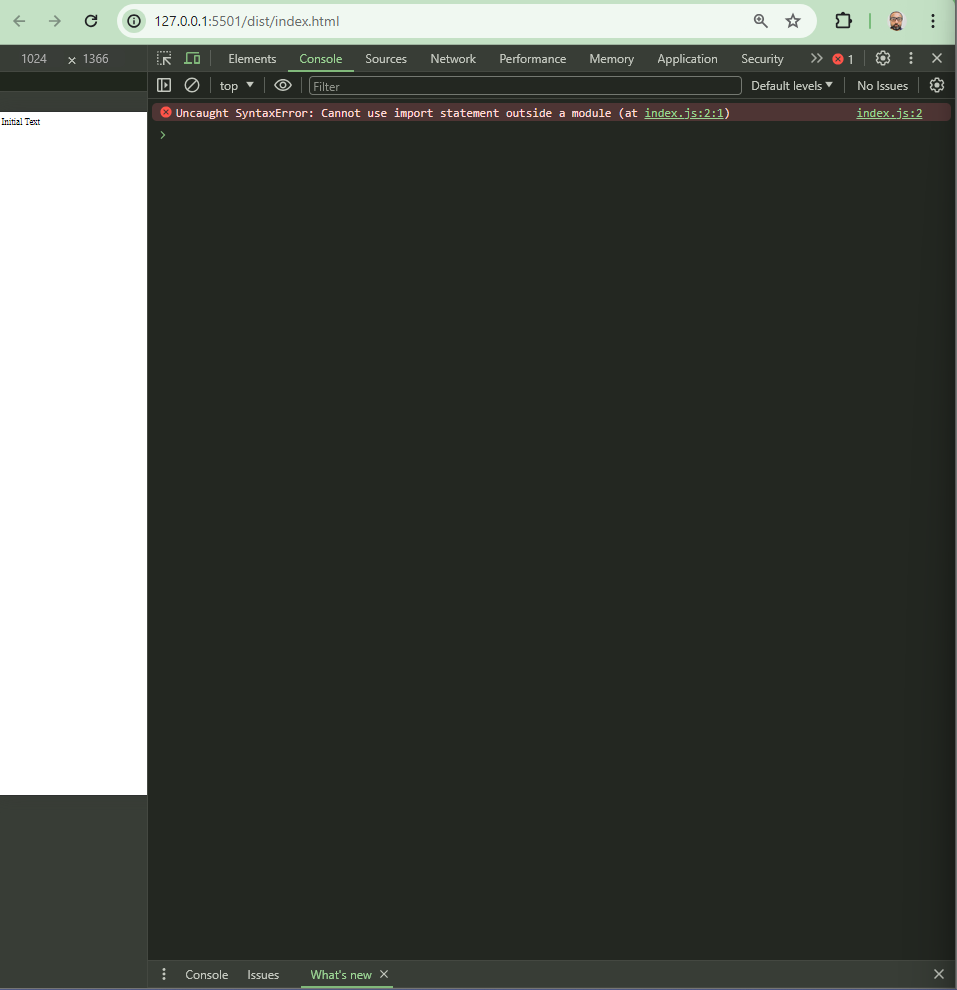 127.0.0.1:5501/dist/index.html
1024 × 1366 Elements Console Sources Network Performance Memory Application Security 1
top Filter Default levels No Issues
Initial Text
Uncaught SyntaxError: Cannot use import statement outside a module (at index.js:2:1) index.js:2
Console Issues What's new